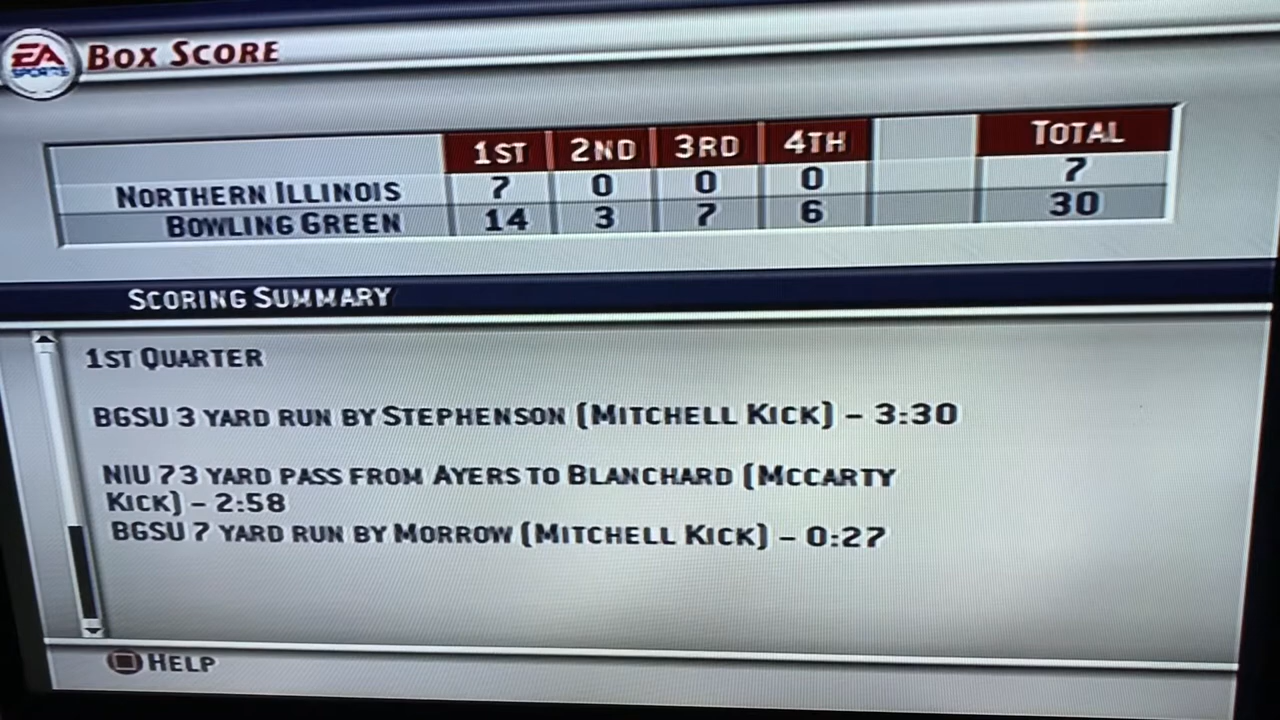 EA SPORTS
BOX SCORE
1ST 2ND 3RD 4TH TOTAL
NORTHERN ILLINOIS 7 0 0 0 7
BOWLING GREEN 14 3 7 6 30
SCORING SUMMARY
1ST QUARTER
BGSU 3 YARD RUN BY STEPHENSON (MITCHELL KICK) – 3:30
NIU 73 YARD PASS FROM AYERS TO BLANCHARD (MCCARTY
KICK) – 2:58
BGSU 7 YARD RUN BY MORROW (MITCHELL KICK) – 0:27
HELP